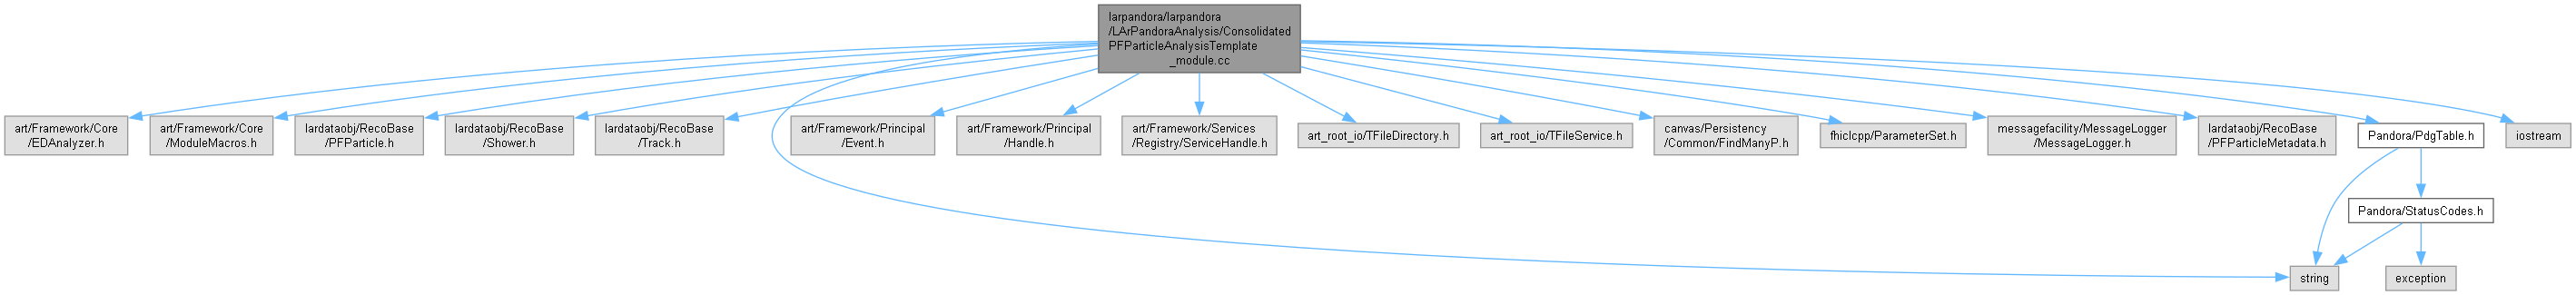 larpandora/larpandora
/LArPandoraAnalysis/Consolidated
PFParticleAnalysisTemplate
_module.cc
art/Framework/Core
/EDAnalyzer.h
art/Framework/Core
/ModuleMacros.h
lardataobj/RecoBase
/PFParticle.h
lardataobj/RecoBase
/Shower.h
lardataobj/RecoBase
/Track.h
art/Framework/Principal
/Event.h
art/Framework/Principal
/Handle.h
art/Framework/Services
/Registry/ServiceHandle.h
art_root_io/TFileDirectory.h
art_root_io/TFileService.h
canvas/Persistency
/Common/FindManyP.h
fhiclcpp/ParameterSet.h
messagefacility/MessageLogger
/MessageLogger.h
lardataobj/RecoBase
/PFParticleMetadata.h
Pandora/PdgTable.h
iostream
Pandora/StatusCodes.h
string
exception